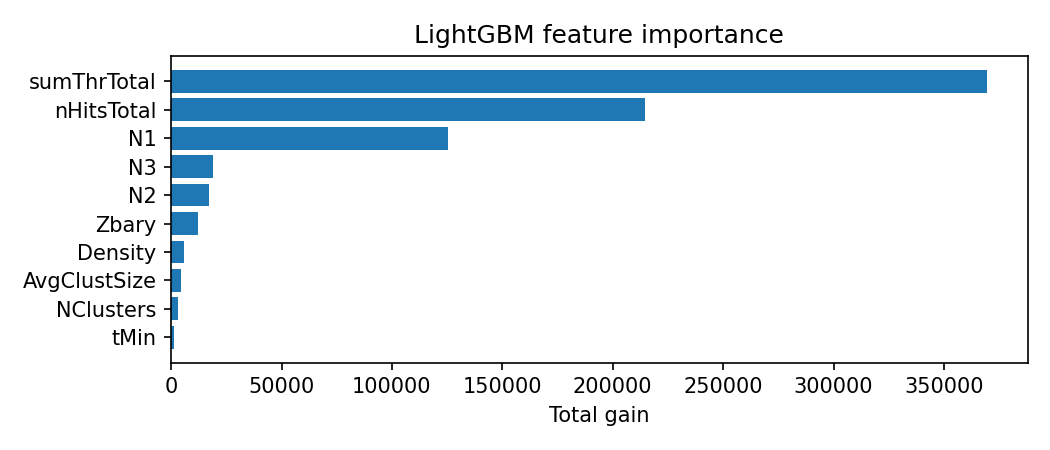 LightGBM feature importance
sumThrTotal
nHitsTotal
N1
N3
N2
Zbary
Density
AvgClustSize
NClusters
tMin
0 50000 100000 150000 200000 250000 300000 350000
Total gain